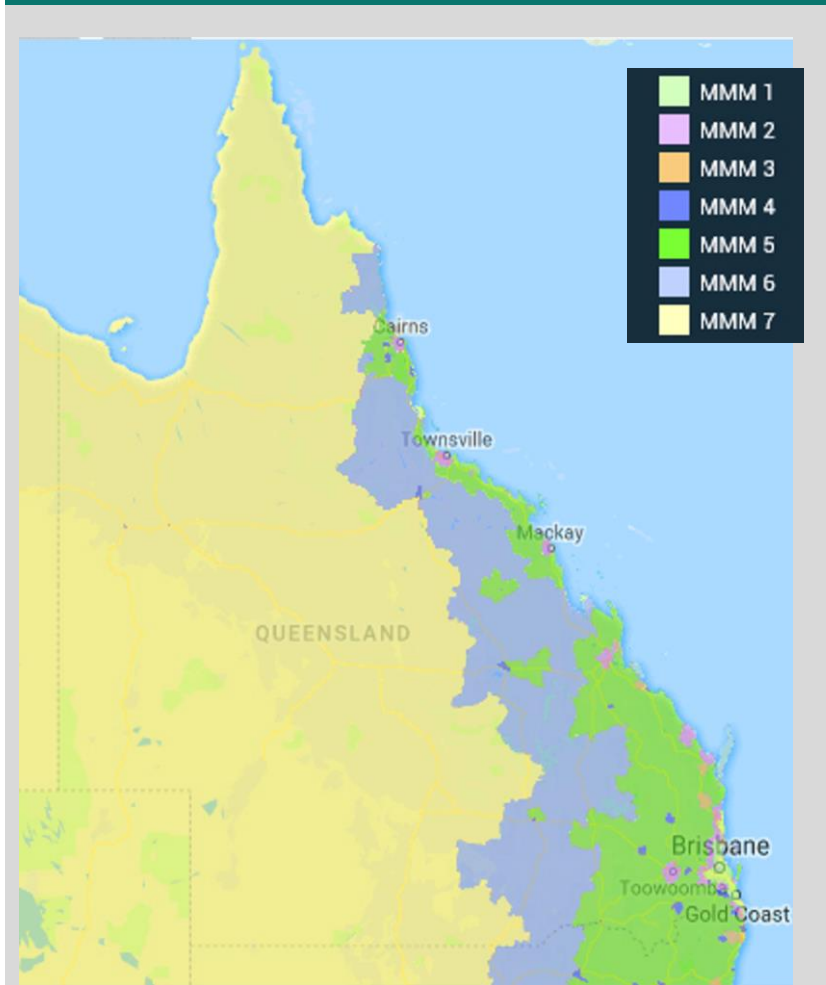 MMM 1
MMM 2
MMM 3
MMM 4
MMM 5
MMM 6
MMM 7
Cairns
Townsville
Mackay
QUEENSLAND
Brisbane
Toowoomba
Gold Coast